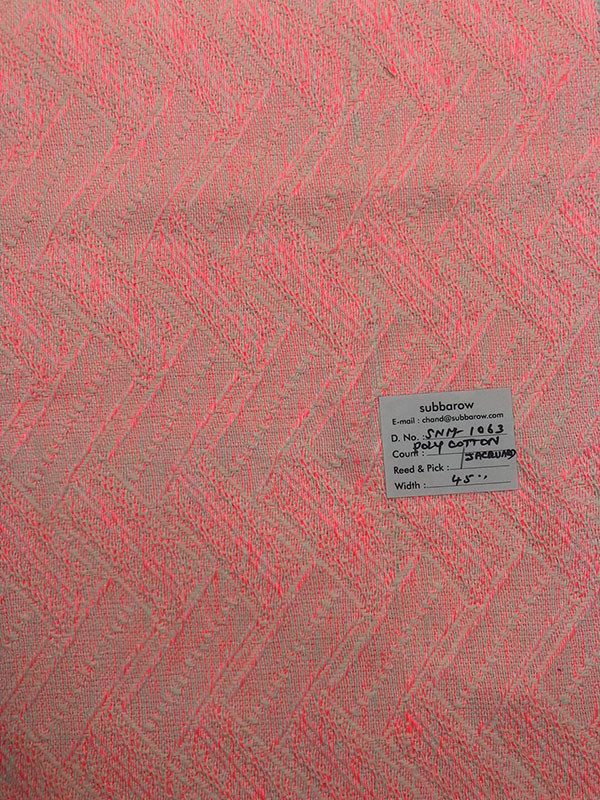 subbarow
E-mail : chand@subbarow.com
D. No. : SNM-1063
POLY COTTON
Count : / JACQUARD
Reed & Pick :
Width : 45"